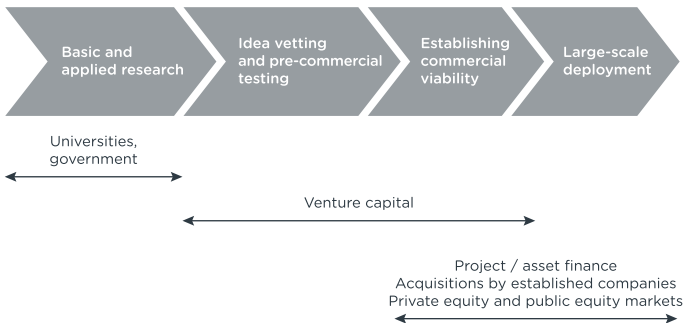 Basic and
applied research
Idea vetting
and pre-commercial
testing
Establishing
commercial
viability
Large-scale
deployment
Universities,
government
Venture capital
Project / asset finance
Acquisitions by established companies
Private equity and public equity markets